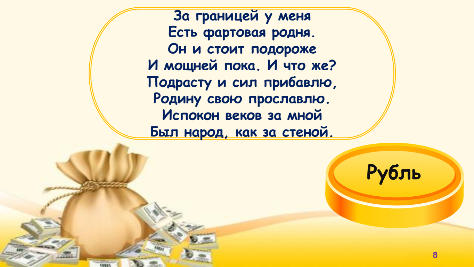 За границей у меня
Есть фартовая родня.
Он и стоит подороже
И мощней пока. И что же?
Подрасту и сил прибавлю,
Родину свою прославлю.
Испокон веков за мной
Был народ, как за стеной.
Рубль
8